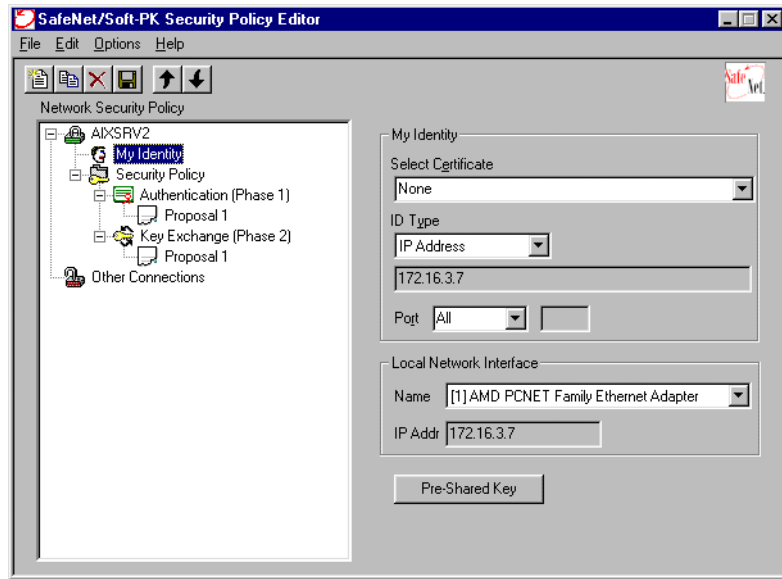 SafeNet/Soft-PK Security Policy Editor
File Edit Options Help
Safe Net.
Network Security Policy
AIXSRV2
My Identity
Security Policy
Authentication (Phase 1)
Proposal 1
Key Exchange (Phase 2)
Proposal 1
Other Connections
My Identity
Select Certificate
None
ID Type
IP Address
172.16.3.7
Port All
Local Network Interface
Name [1] AMD PCNET Family Ethernet Adapter
IP Addr 172.16.3.7
Pre-Shared Key